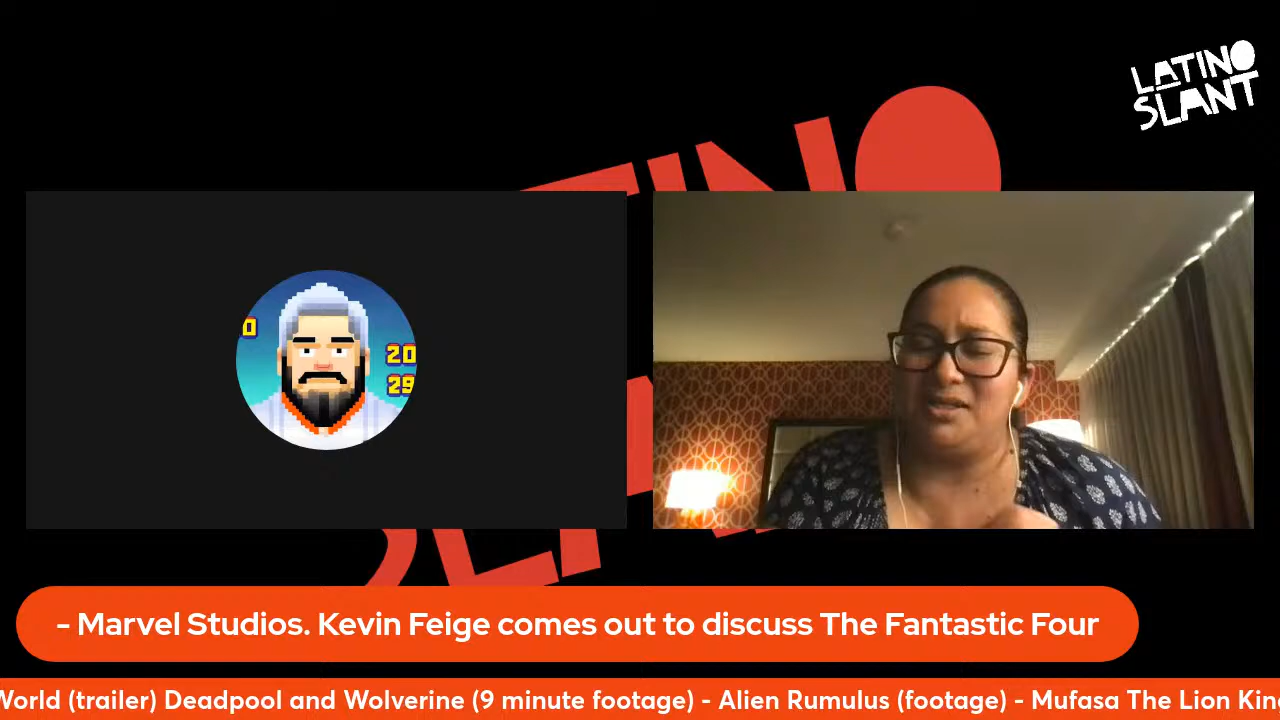 LATINO
SLANT
0
20
29
- Marvel Studios. Kevin Feige comes out to discuss The Fantastic Four
World (trailer) Deadpool and Wolverine (9 minute footage) - Alien Rumulus (footage) - Mufasa The Lion King